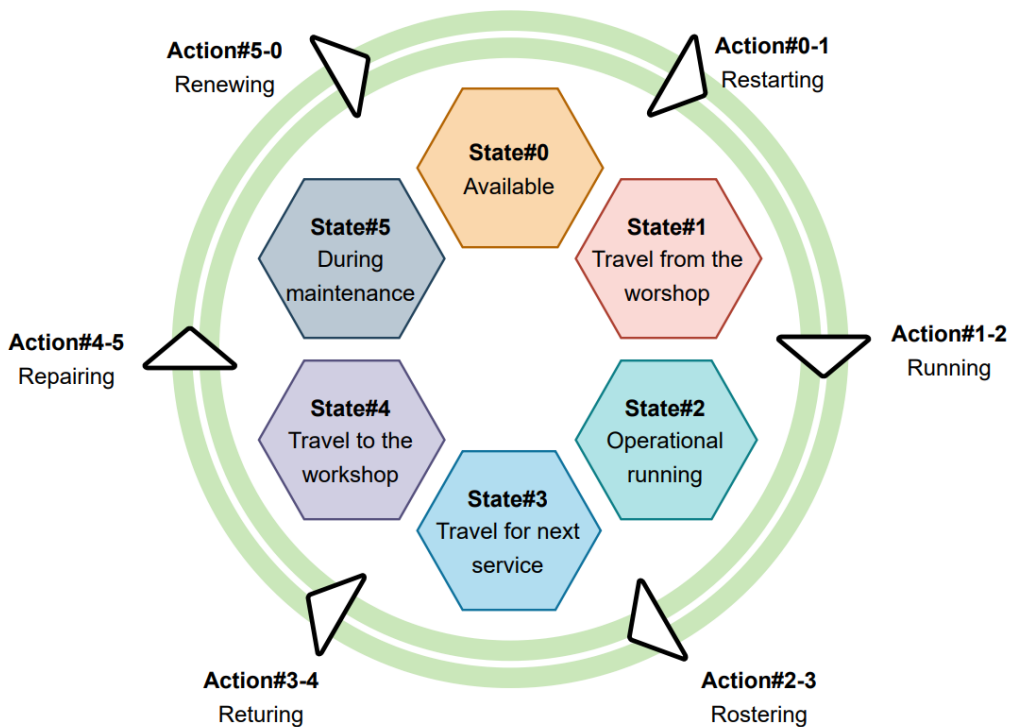 Action#5-0
Renewing
Action#0-1
Restarting
State#0
Available
State#5
During
maintenance
State#1
Travel from the
worshop
Action#4-5
Repairing
Action#1-2
Running
State#4
Travel to the
workshop
State#2
Operational
running
State#3
Travel for next
service
Action#3-4
Returing
Action#2-3
Rostering